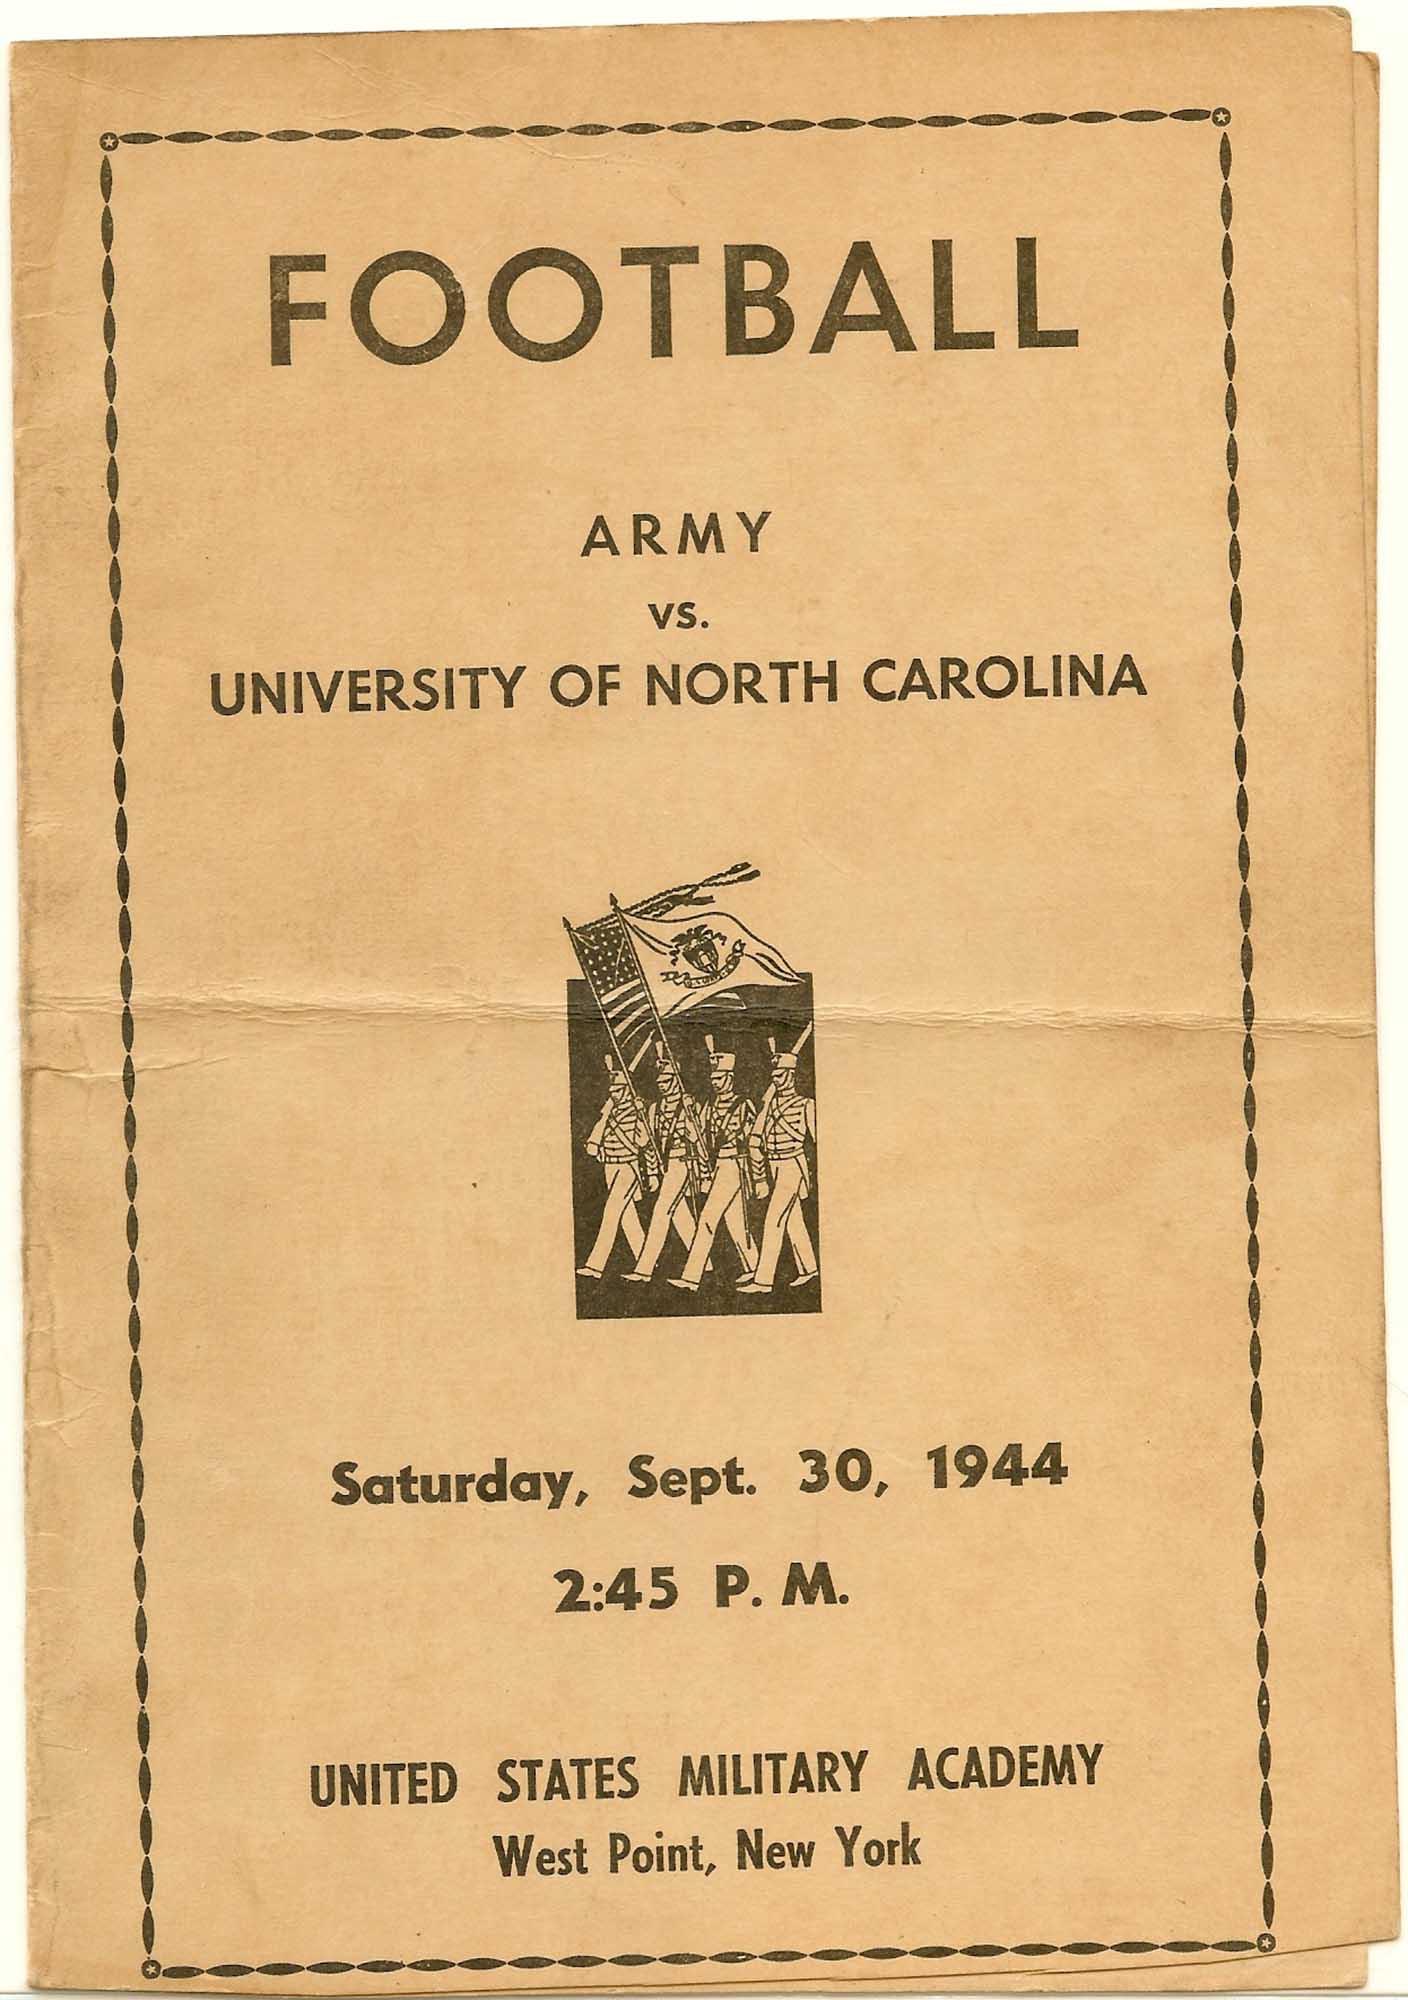 FOOTBALL
ARMY
vs.
UNIVERSITY OF NORTH CAROLINA
Saturday, Sept. 30, 1944
2:45 P. M.
UNITED STATES MILITARY ACADEMY
West Point, New York